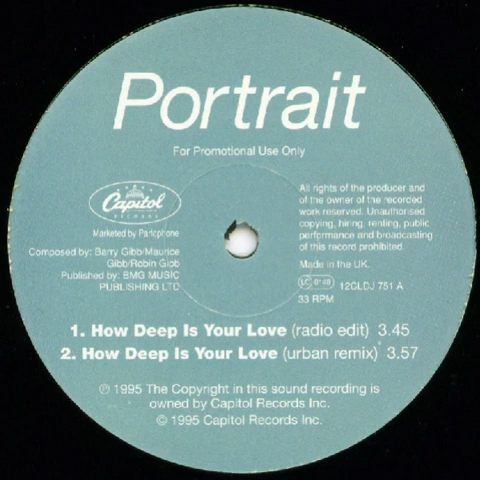 Portrait
For Promotional Use Only
Capitol
RECORDS
Marketed by Parlophone
Composed by: Barry Gibb/Maurice
Gibb/Robin Gibb
Published by: BMG MUSIC
PUBLISHING LTD
All rights of the producer and
of the owner of the recorded
work reserved. Unauthorised
copying, hiring, renting, public
performance and broadcasting
of this record prohibited.
Made in the UK.
LC 0148 12CLDJ 751 A
33 RPM
1. How Deep Is Your Love (radio edit) 3.45
2. How Deep Is Your Love (urban remix) 3.57
℗ 1995 The Copyright in this sound recording is
owned by Capitol Records Inc.
© 1995 Capitol Records Inc.